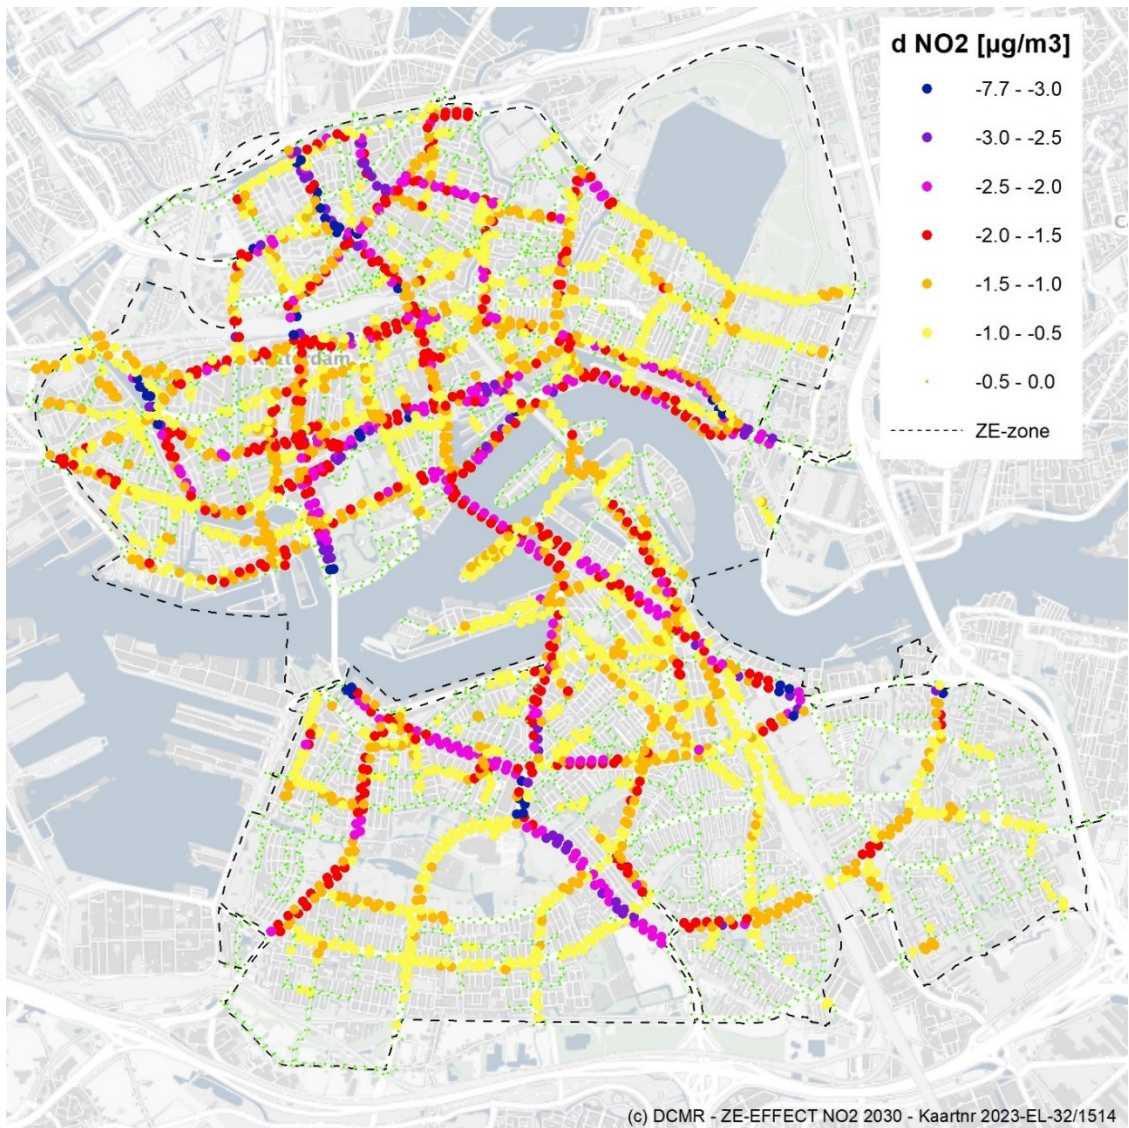 d NO2 [µg/m3]
-7.7 - -3.0
-3.0 - -2.5
-2.5 - -2.0
-2.0 - -1.5
-1.5 - -1.0
-1.0 - -0.5
-0.5 - 0.0
ZE-zone
(c) DCMR - ZE-EFFECT NO2 2030 - Kaartnr 2023-EL-32/1514